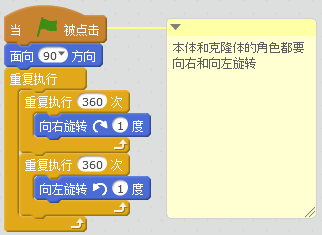 当 被点击
面向 90 方向
重复执行
重复执行 360 次
向右旋转 1 度
重复执行 360 次
向左旋转 1 度
本体和克隆体的角色都要
向右和向左旋转